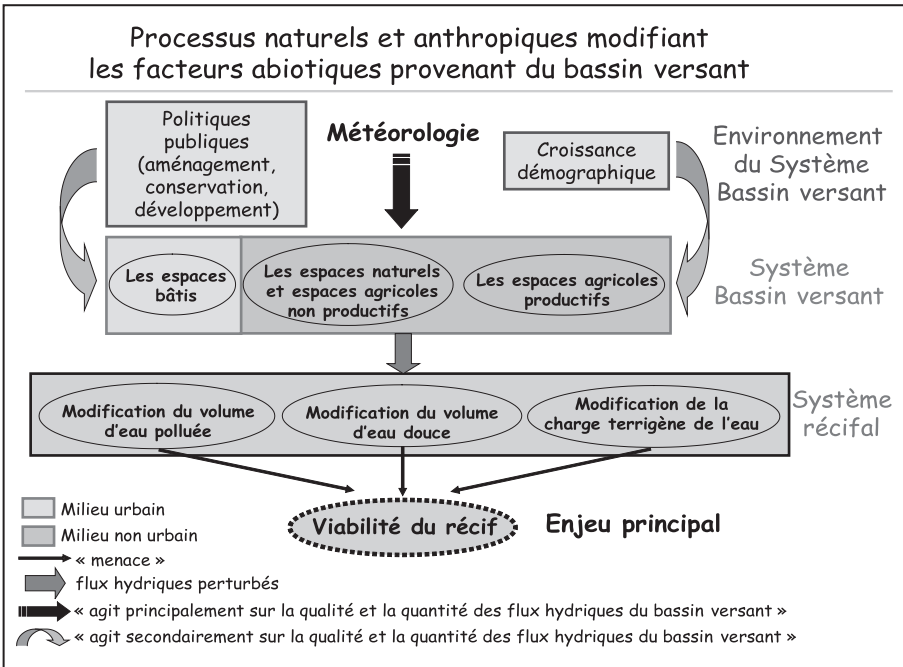 Processus naturels et anthropiques modifiant
les facteurs abiotiques provenant du bassin versant
Politiques
publiques
(aménagement,
conservation,
développement)
Météorologie
Croissance
démographique
Environnement
du Système
Bassin versant
Les espaces
bâtis
Les espaces naturels
et espaces agricoles
non productifs
Les espaces agricoles
productifs
Système
Bassin versant
Modification du volume
d'eau polluée
Modification du volume
d'eau douce
Modification de la
charge terrigène de l'eau
Système
récifal
Viabilité du récif
Enjeu principal
Milieu urbain
Milieu non urbain
« menace »
flux hydriques perturbés
« agit principalement sur la qualité et la quantité des flux hydriques du bassin versant »
« agit secondairement sur la qualité et la quantité des flux hydriques du bassin versant »